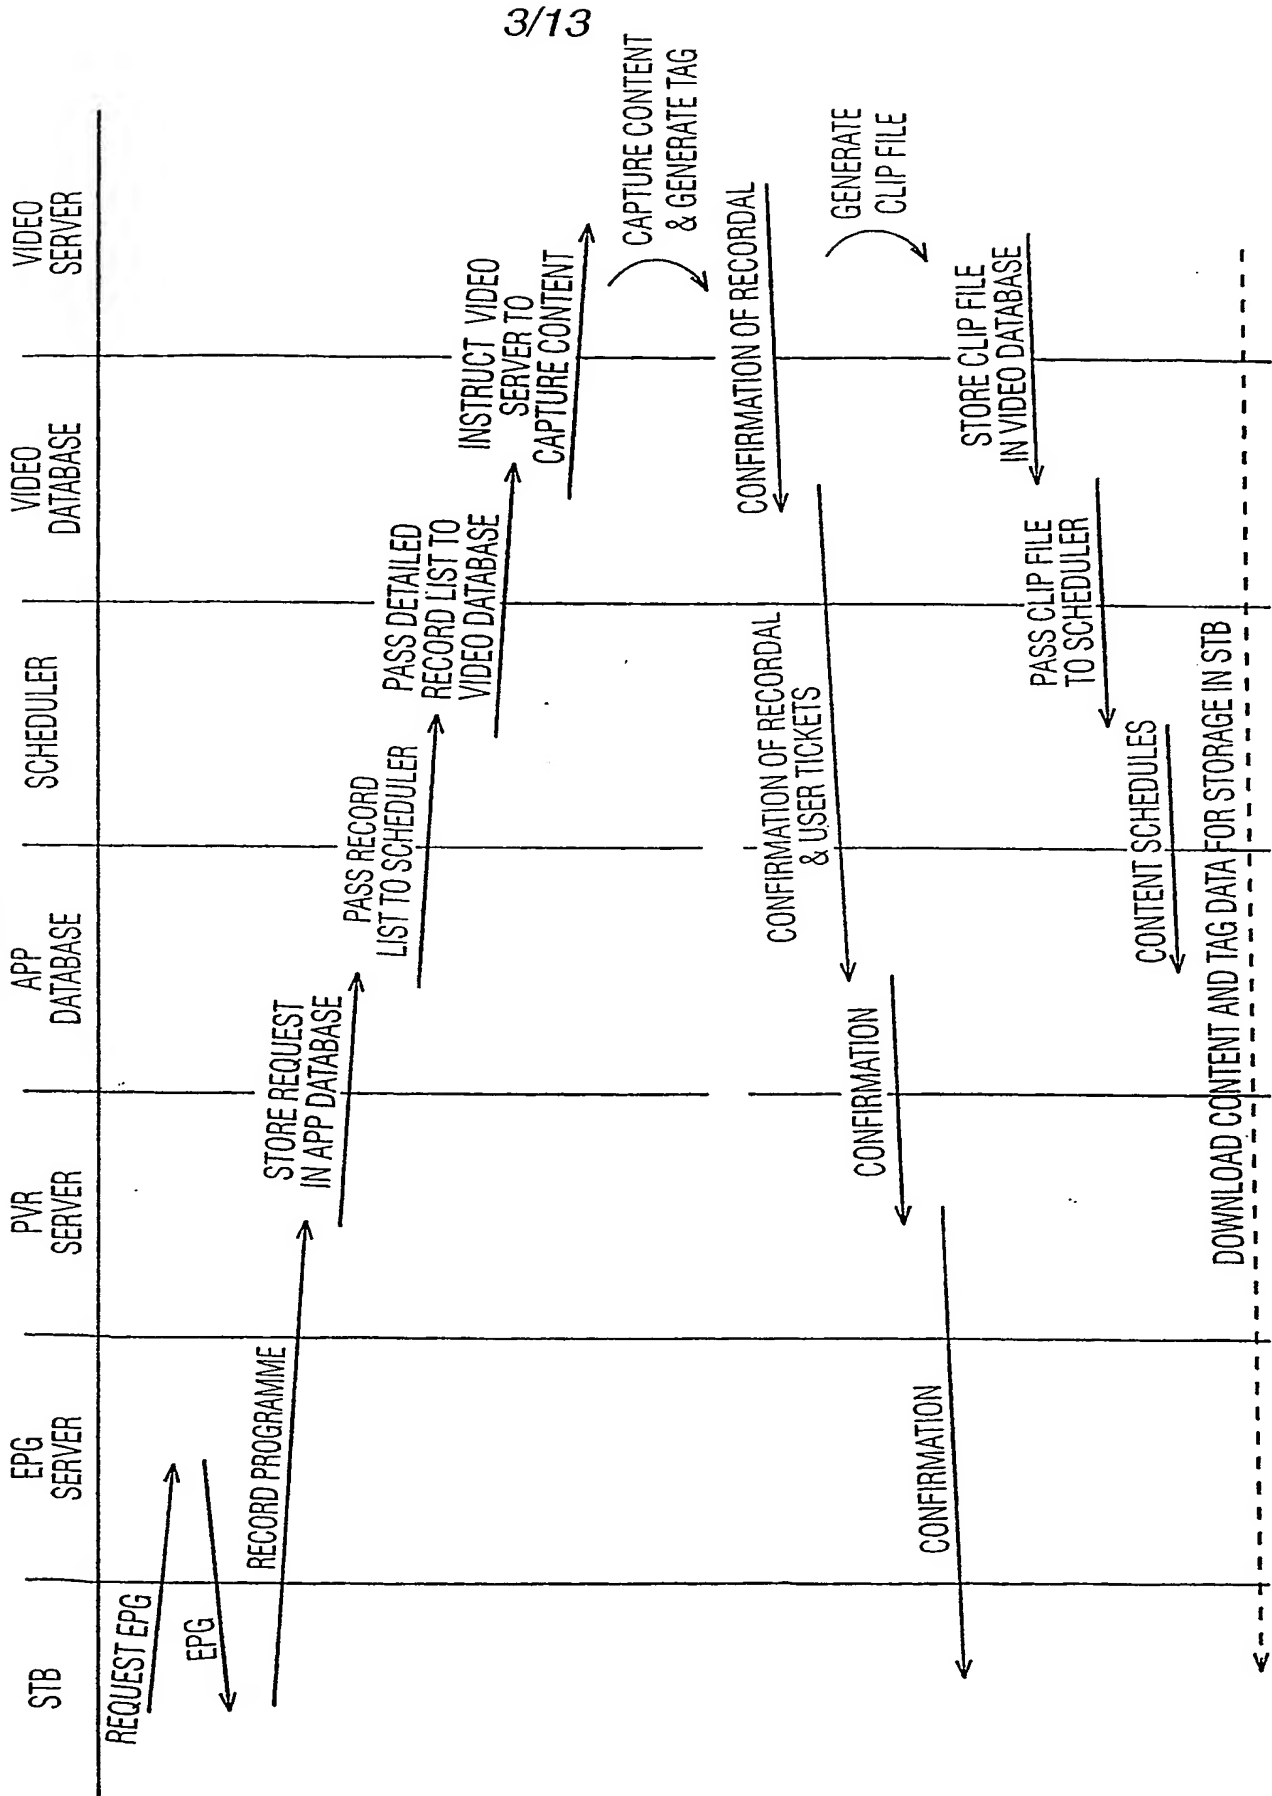 3/13
STB
EPG
SERVER
PVR
SERVER
APP
DATABASE
SCHEDULER
VIDEO
DATABASE
VIDEO
SERVER
REQUEST EPG
EPG
RECORD PROGRAMME
STORE REQUEST
IN APP DATABASE
PASS RECORD
LIST TO SCHEDULER
PASS DETAILED
RECORD LIST TO
VIDEO DATABASE
INSTRUCT VIDEO
SERVER TO
CAPTURE CONTENT
CAPTURE CONTENT
& GENERATE TAG
CONFIRMATION OF RECORDAL
CONFIRMATION OF RECORDAL
& USER TICKETS
CONFIRMATION
CONFIRMATION
GENERATE
CLIP FILE
STORE CLIP FILE
IN VIDEO DATABASE
PASS CLIP FILE
TO SCHEDULER
CONTENT SCHEDULES
DOWNLOAD CONTENT AND TAG DATA FOR STORAGE IN STB